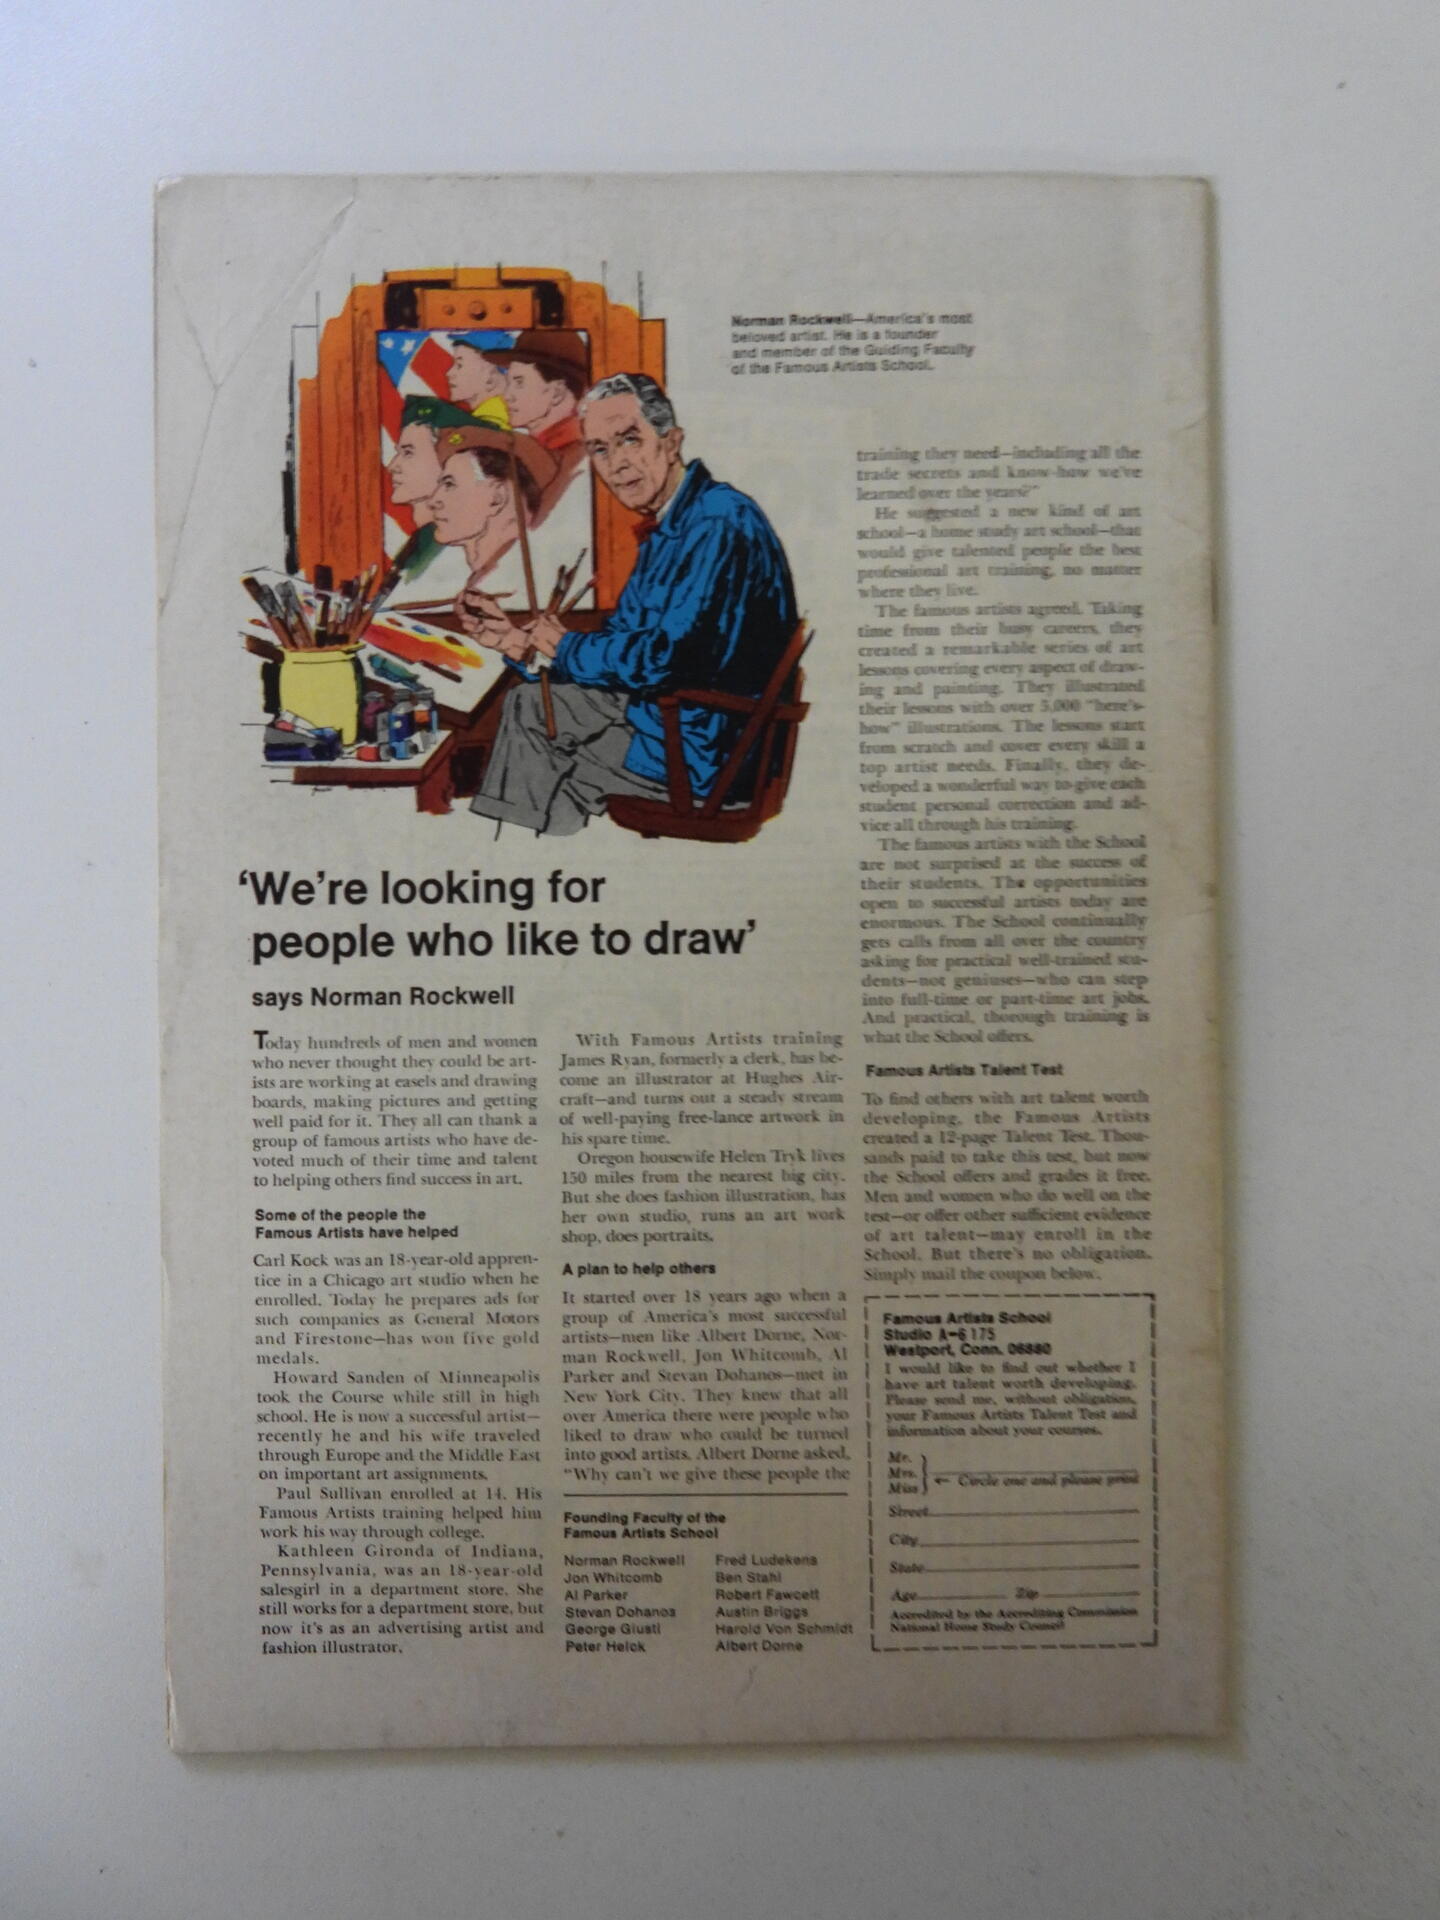 Norman Rockwell—America's most
beloved artist. He is a founder
and member of the Guiding Faculty
of the Famous Artists School.
'We're looking for
people who like to draw'
says Norman Rockwell
Today hundreds of men and women
who never thought they could be art-
ists are working at easels and drawing
boards, making pictures and getting
well paid for it. They all can thank a
group of famous artists who have de-
voted much of their time and talent
to helping others find success in art.
Some of the people the
Famous Artists have helped
Carl Kock was an 18-year-old appren-
tice in a Chicago art studio when he
enrolled. Today he prepares ads for
such companies as General Motors
and Firestone—has won five gold
medals.
Howard Sanden of Minneapolis
took the Course while still in high
school. He is now a successful artist—
recently he and his wife traveled
through Europe and the Middle East
on important art assignments.
Paul Sullivan enrolled at 14. His
Famous Artists training helped him
work his way through college.
Kathleen Gironda of Indiana,
Pennsylvania, was an 18-year-old
salesgirl in a department store. She
still works for a department store, but
now it's as an advertising artist and
fashion illustrator.
With Famous Artists training
James Ryan, formerly a clerk, has be-
come an illustrator at Hughes Air-
craft—and turns out a steady stream
of well-paying free-lance artwork in
his spare time.
Oregon housewife Helen Tryk lives
150 miles from the nearest big city.
But she does fashion illustration, has
her own studio, runs an art work
shop, does portraits.
A plan to help others
It started over 18 years ago when a
group of America's most successful
artists—men like Albert Dorne, Nor-
man Rockwell, Jon Whitcomb, Al
Parker and Stevan Dohanos—met in
New York City. They knew that all
over America there were people who
liked to draw who could be turned
into good artists. Albert Dorne asked,
"Why can't we give these people the
Founding Faculty of the
Famous Artists School
Norman Rockwell
Jon Whitcomb
Al Parker
Stevan Dohanos
George Giusti
Peter Helck
Fred Ludekens
Ben Stahl
Robert Fawcett
Austin Briggs
Harold Von Schmidt
Albert Dorne
training they need—including all the
trade secrets and know-how we've
learned over the years?"
He suggested a new kind of art
school—a home study art school—that
would give talented people the best
professional art training, no matter
where they live.
The famous artists agreed. Taking
time from their busy careers, they
created a remarkable series of art
lessons covering every aspect of draw-
ing and painting. They illustrated
their lessons with over 5,000 "here's-
how" illustrations. The lessons start
from scratch and cover every skill a
top artist needs. Finally, they de-
veloped a wonderful way to give each
student personal correction and ad-
vice all through his training.
The famous artists with the School
are not surprised at the success of
their students. The opportunities
open to successful artists today are
enormous. The School continually
gets calls from all over the country
asking for practical well-trained stu-
dents—not geniuses—who can step
into full-time or part-time art jobs.
And practical, thorough training is
what the School offers.
Famous Artists Talent Test
To find others with art talent worth
developing, the Famous Artists
created a 12-page Talent Test. Thou-
sands paid to take this test, but now
the School offers and grades it free.
Men and women who do well on the
test—or offer other sufficient evidence
of art talent—may enroll in the
School. But there's no obligation.
Simply mail the coupon below.
Famous Artists School
Studio A-6175
Westport, Conn. 06880
I would like to find out whether I
have art talent worth developing.
Please send me, without obligation,
your Famous Artists Talent Test and
information about your courses.
Mr.
Mrs.
Miss
← Circle one and please print
Street
City
State
Age Zip
Accredited by the Accrediting Commission
National Home Study Council